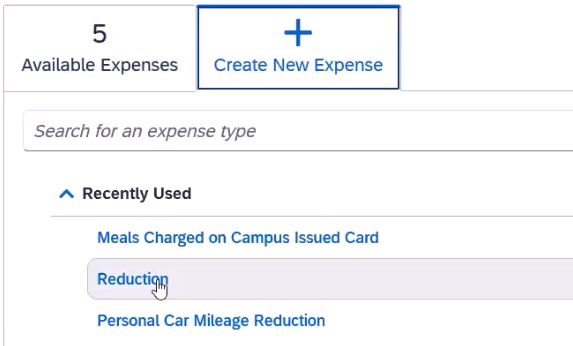 5
Available Expenses
Create New Expense
Search for an expense type
Recently Used
Meals Charged on Campus Issued Card
Reduction
Personal Car Mileage Reduction